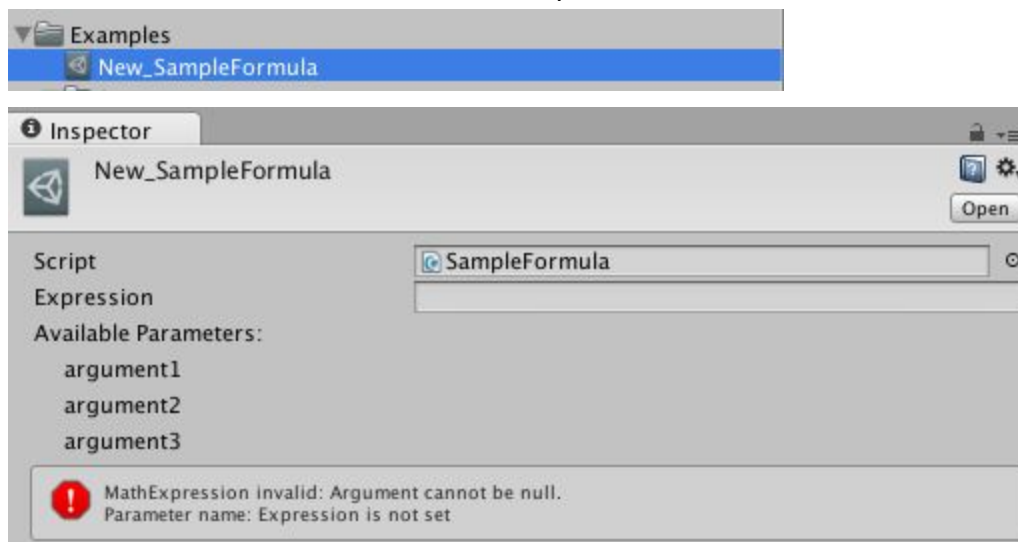 Examples
New_SampleFormula
Inspector
New_SampleFormula
Open
Script SampleFormula
Expression
Available Parameters:
argument1
argument2
argument3
MathExpression invalid: Argument cannot be null.
Parameter name: Expression is not set